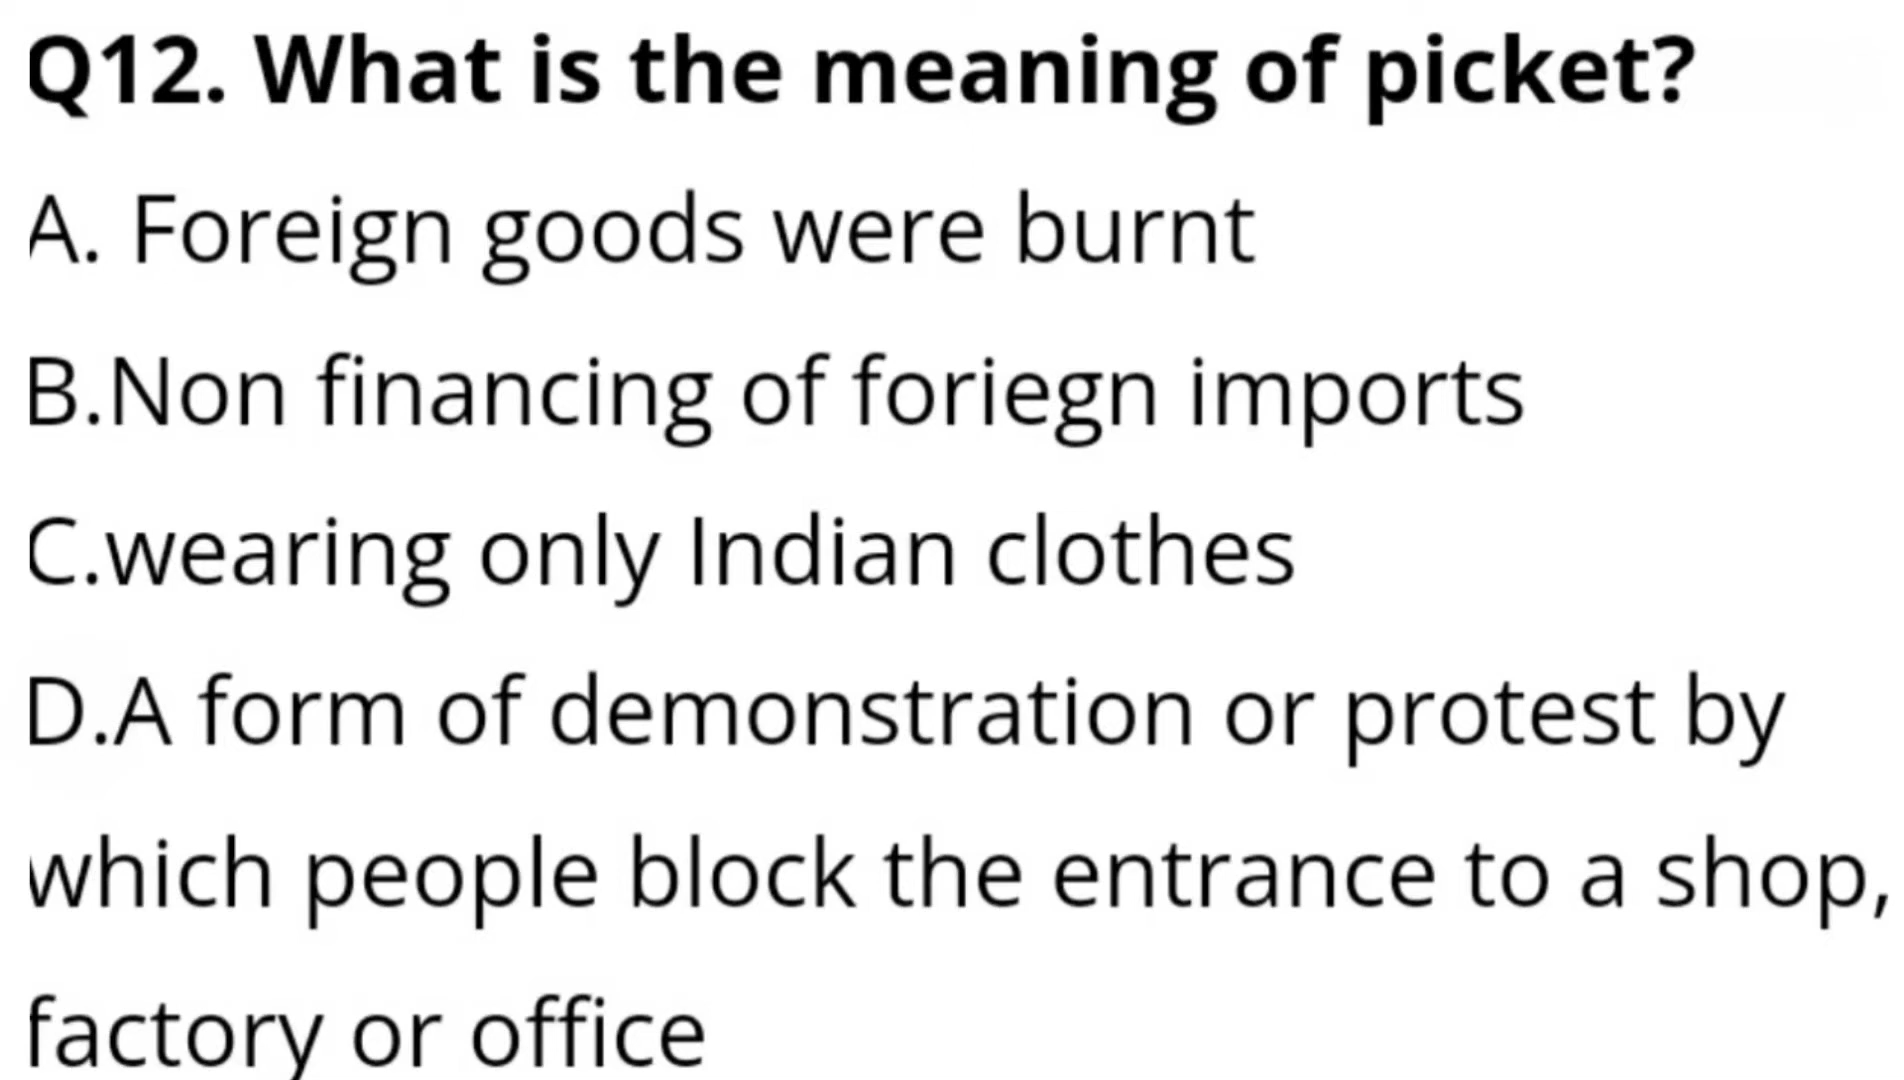 Q12. What is the meaning of picket?
A. Foreign goods were burnt
B.Non financing of foriegn imports
C.wearing only Indian clothes
D.A form of demonstration or protest by
which people block the entrance to a shop,
factory or office